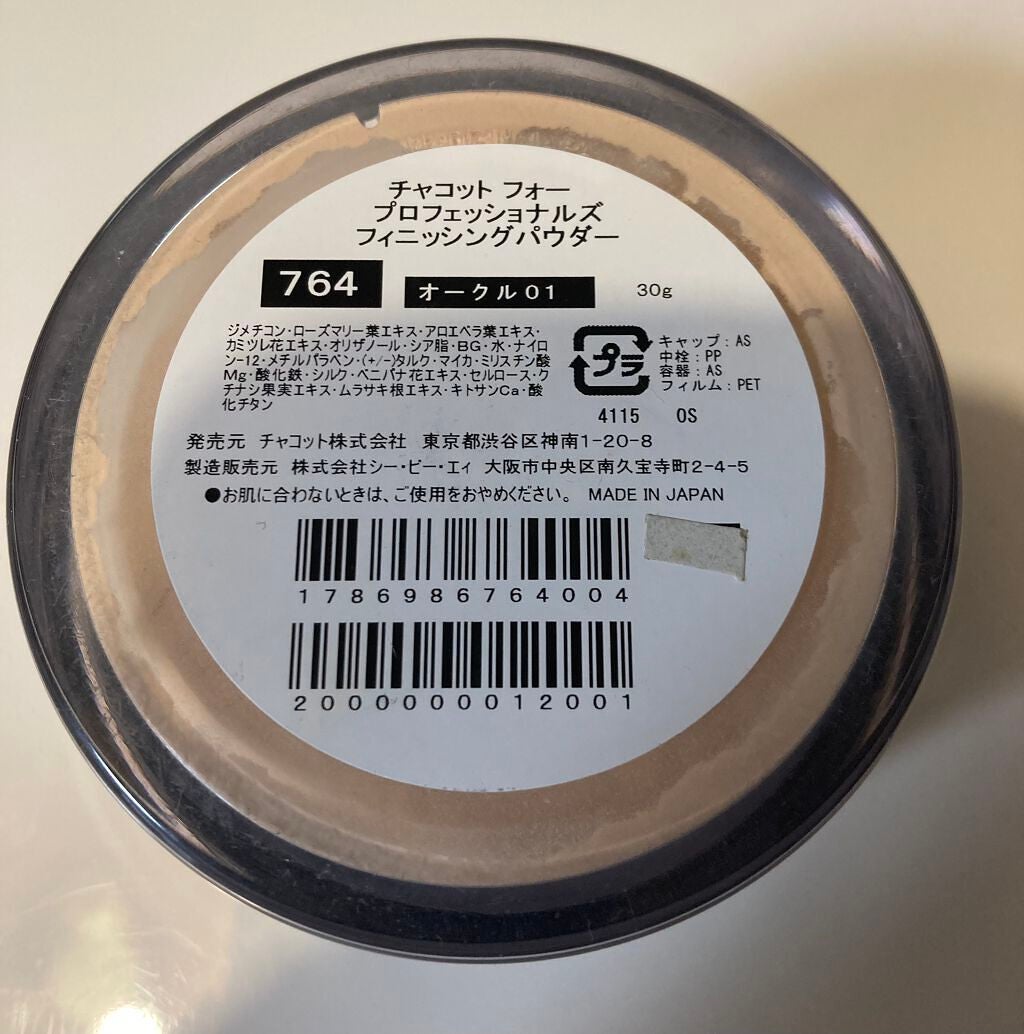 チャコット フォー
プロフェッショナルズ
フィニッシングパウダー
764 オークル01 30g
ジメチコン・ローズマリー葉エキス・アロエベラ葉エキス・
カミツレ花エキス・オリザノール・シア脂・BG・水・ナイロ
ン-12・メチルパラベン・(+/-)タルク・マイカ・ミリスチン酸
Mg・酸化鉄・シルク・ベニバナ花エキス・セルロース・ク
チナシ果実エキス・ムラサキ根エキス・キトサンCa・酸
化チタン
プラ
キャップ：AS
中栓：PP
容器：AS
フィルム：PET
4115 OS
発売元 チャコット株式会社 東京都渋谷区神南1-20-8
製造販売元 株式会社シー・ビー・エィ 大阪市中央区南久宝寺町2-4-5
●お肌に合わないときは、ご使用をおやめください。 MADE IN JAPAN
1786986764004
2000000012001